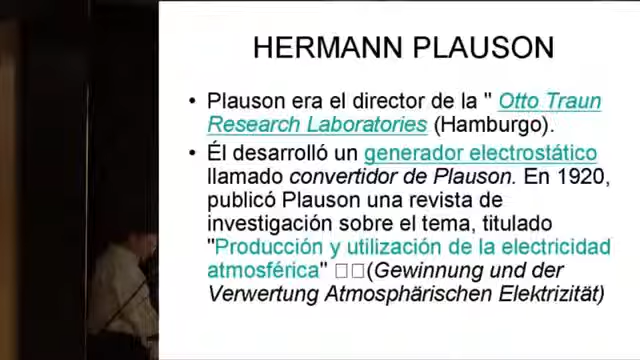 HERMANN PLAUSON
• Plauson era el director de la " Otto Traun
Research Laboratories (Hamburgo).
• Él desarrolló un generador electrostático
llamado convertidor de Plauson. En 1920,
publicó Plauson una revista de
investigación sobre el tema, titulado
"Producción y utilización de la electricidad
atmosférica" □□(Gewinnung und der
Verwertung Atmosphärischen Elektrizität)